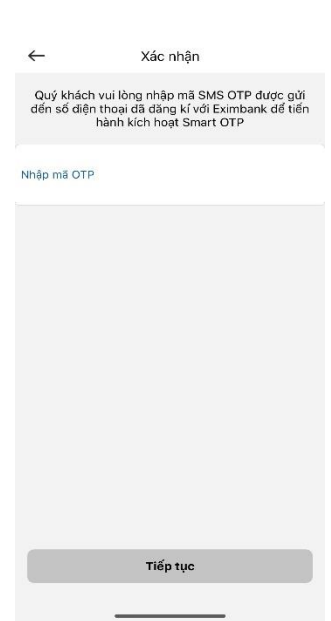 Xác nhận
Quý khách vui lòng nhập mã SMS OTP được gửi
đến số điện thoại đã đăng kí với Eximbank để tiến
hành kích hoạt Smart OTP
Nhập mã OTP
Tiếp tục